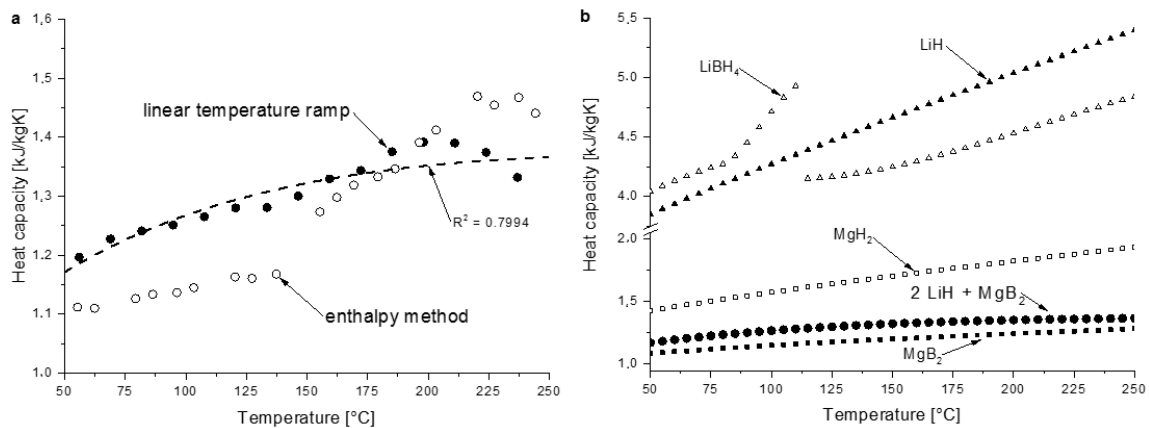 a
1,6
1,5
1,4
1,3
1.2
1.1
1.0
Heat capacity [kJ/kgK]
linear temperature ramp
R² = 0.7994
enthalpy method
50 75 100 125 150 175 200 225 250
Temperature [°C]
b
5.5
5.0
4.5
4.0
2.0
1.5
1.0
Heat capacity [kJ/kgK]
LiBH₄
LiH
MgH₂
2 LiH + MgB₂
MgB₂
50 75 100 125 150 175 200 225 250
Temperature [°C]